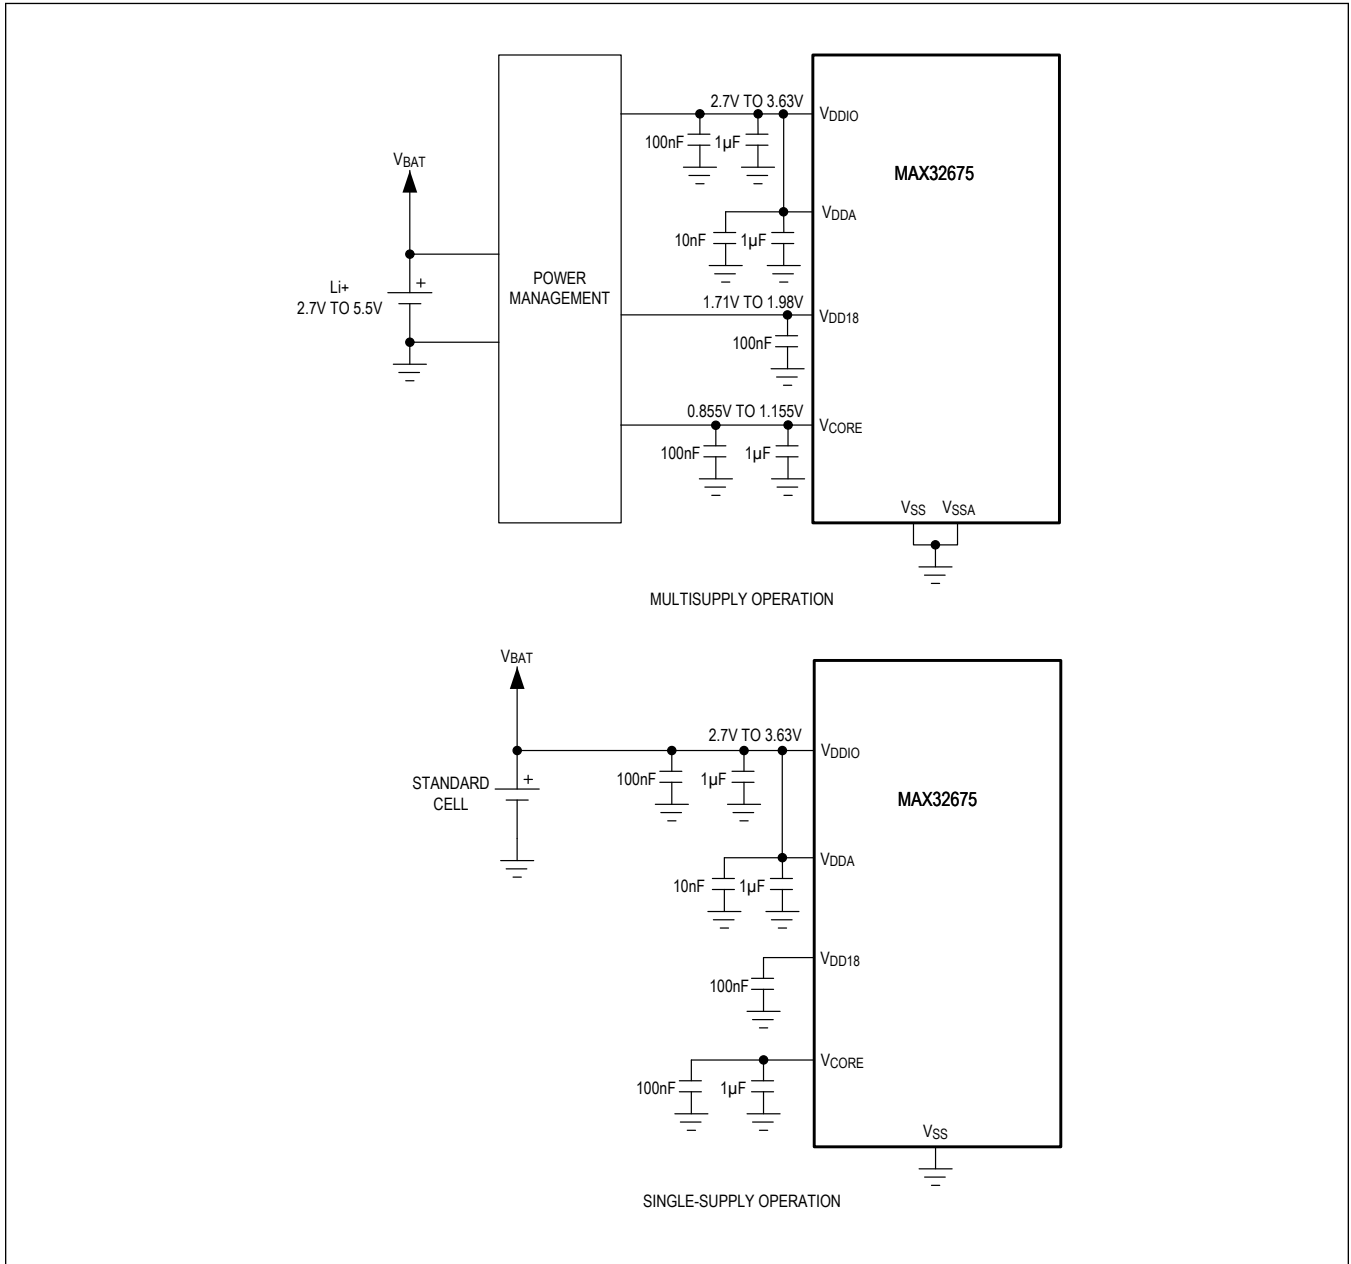 2.7V TO 3.63V
VDDIO
100nF
1µF
MAX32675
VBAT
VDDA
10nF
1µF
+
Li+
2.7V TO 5.5V
POWER
MANAGEMENT
1.71V TO 1.98V
VDD18
100nF
0.855V TO 1.155V
VCORE
100nF
1µF
VSS
VSSA
MULTISUPPLY OPERATION
VBAT
2.7V TO 3.63V
VDDIO
STANDARD
CELL
+
100nF
1µF
MAX32675
VDDA
10nF
1µF
VDD18
100nF
VCORE
100nF
1µF
VSS
SINGLE-SUPPLY OPERATION